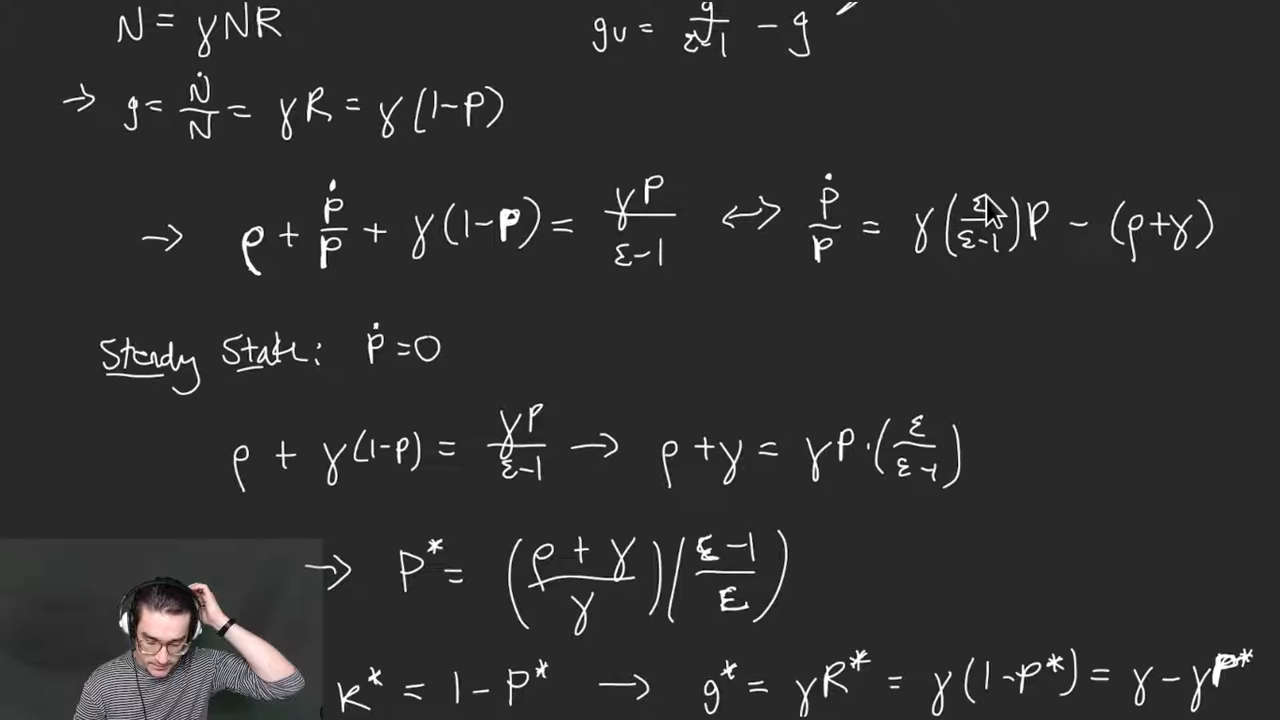 N = γNR
gᵤ = g/(ε-1) - g
→ g = Ṅ/N = γR = γ(1-P)
→ ρ + Ṗ/P + γ(1-P) = γP/(ε-1) ↔ Ṗ/P = γ(ε/(ε-1))P - (ρ+γ)
Steady State: Ṗ = 0
ρ + γ(1-P) = γP/(ε-1) → ρ+γ = γP·(ε/(ε-1))
→ P* = ((ρ+γ)/γ)((ε-1)/ε)
R* = 1-P* → g* = γR* = γ(1-P*) = γ-γP*